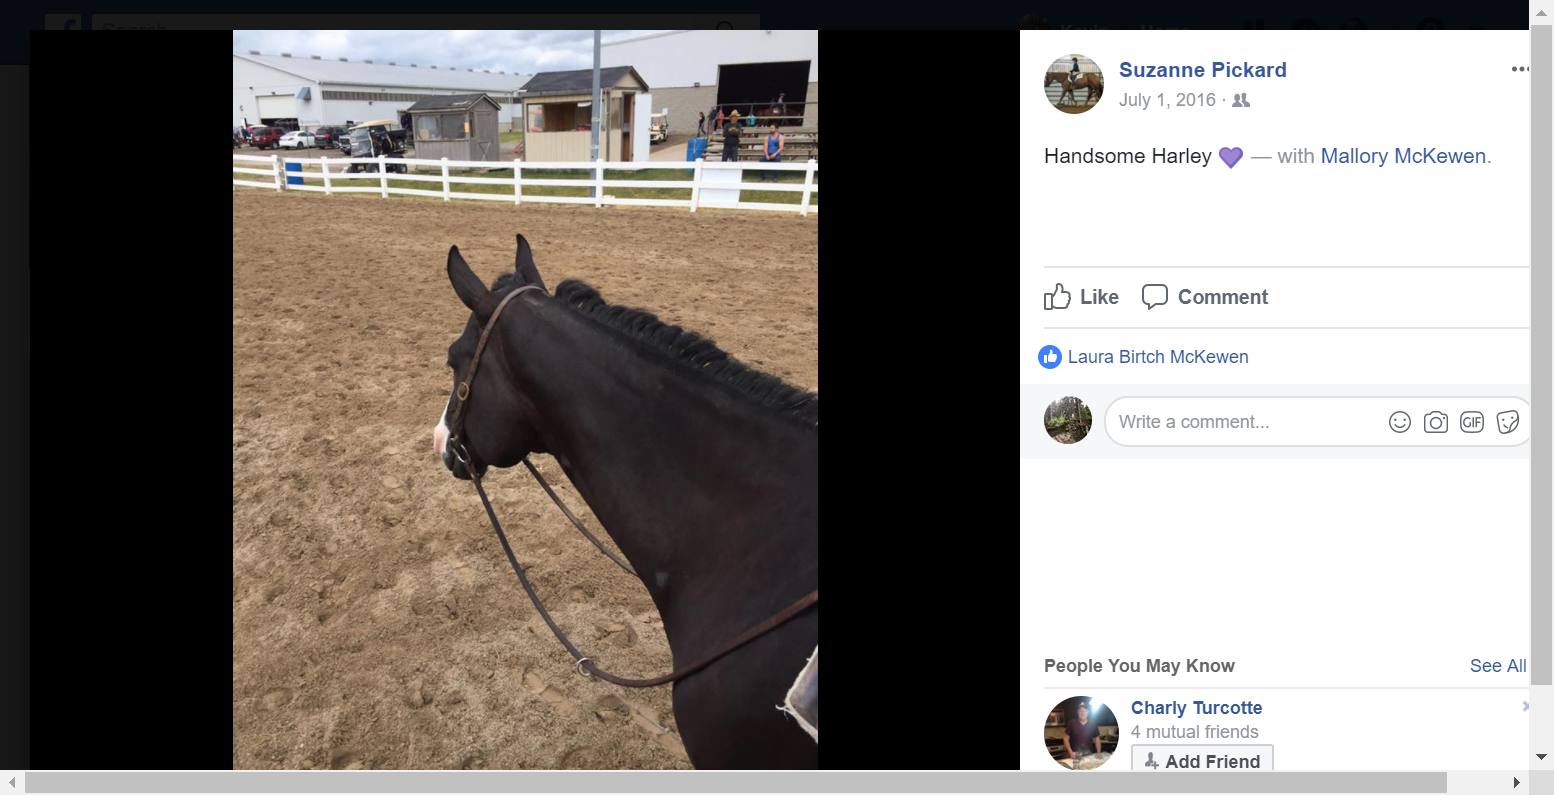 Search
Suzanne Pickard
July 1, 2016 ·
Handsome Harley 💜 — with Mallory McKewen.
Like Comment
Laura Birtch McKewen
Write a comment...
GIF
People You May Know
See All
Charly Turcotte
4 mutual friends
Add Friend